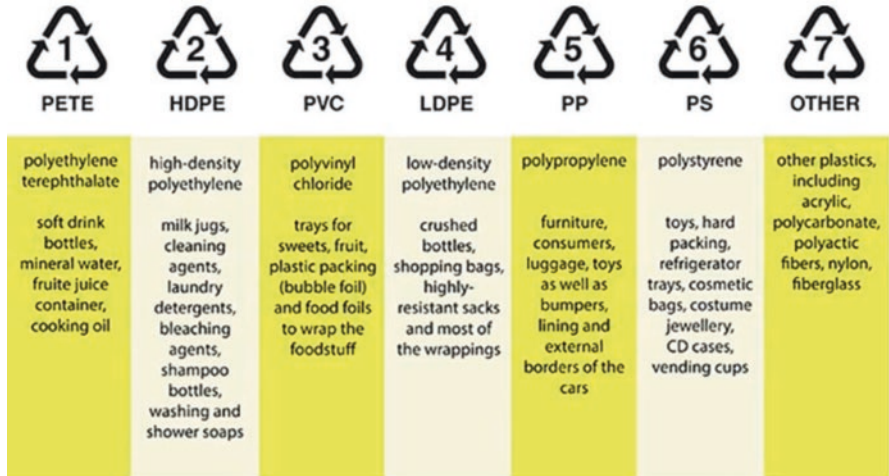 1
PETE
polyethylene
terephthalate
soft drink
bottles,
mineral water,
fruite juice
container,
cooking oil
2
HDPE
high-density
polyethylene
milk jugs,
cleaning
agents,
laundry
detergents,
bleaching
agents,
shampoo
bottles,
washing and
shower soaps
3
PVC
polyvinyl
chloride
trays for
sweets, fruit,
plastic packing
(bubble foil)
and food foils
to wrap the
foodstuff
4
LDPE
low-density
polyethylene
crushed
bottles,
shopping bags,
highly-
resistant sacks
and most of
the wrappings
5
PP
polypropylene
furniture,
consumers,
luggage, toys
as well as
bumpers,
lining and
external
borders of the
cars
6
PS
polystyrene
toys, hard
packing,
refrigerator
trays, cosmetic
bags, costume
jewellery,
CD cases,
vending cups
7
OTHER
other plastics,
including
acrylic,
polycarbonate,
polyactic
fibers, nylon,
fiberglass